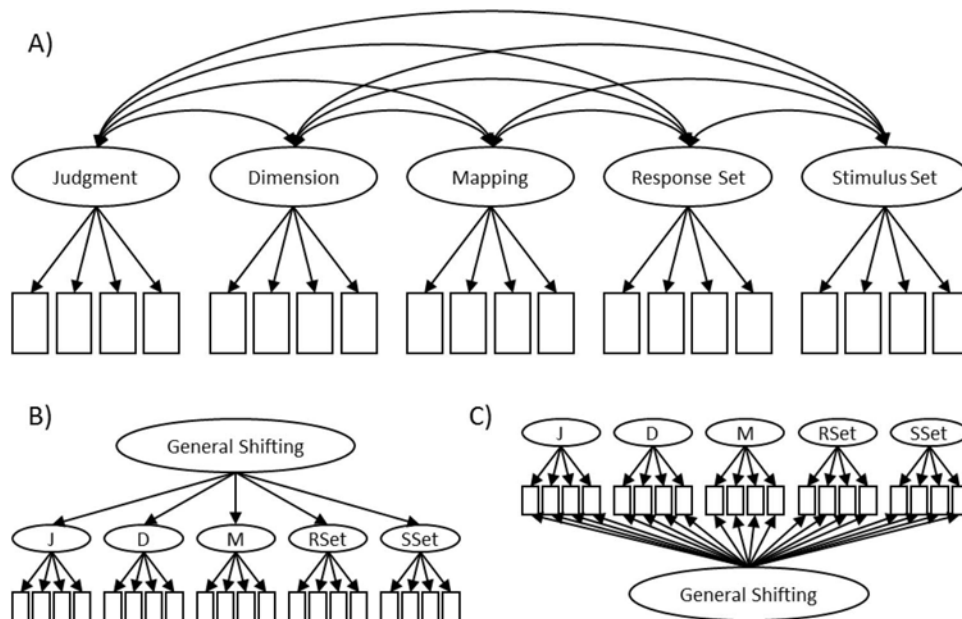 A)
Judgment Dimension Mapping Response Set Stimulus Set
B)
General Shifting
J D M RSet SSet
C)
J D M RSet SSet
General Shifting